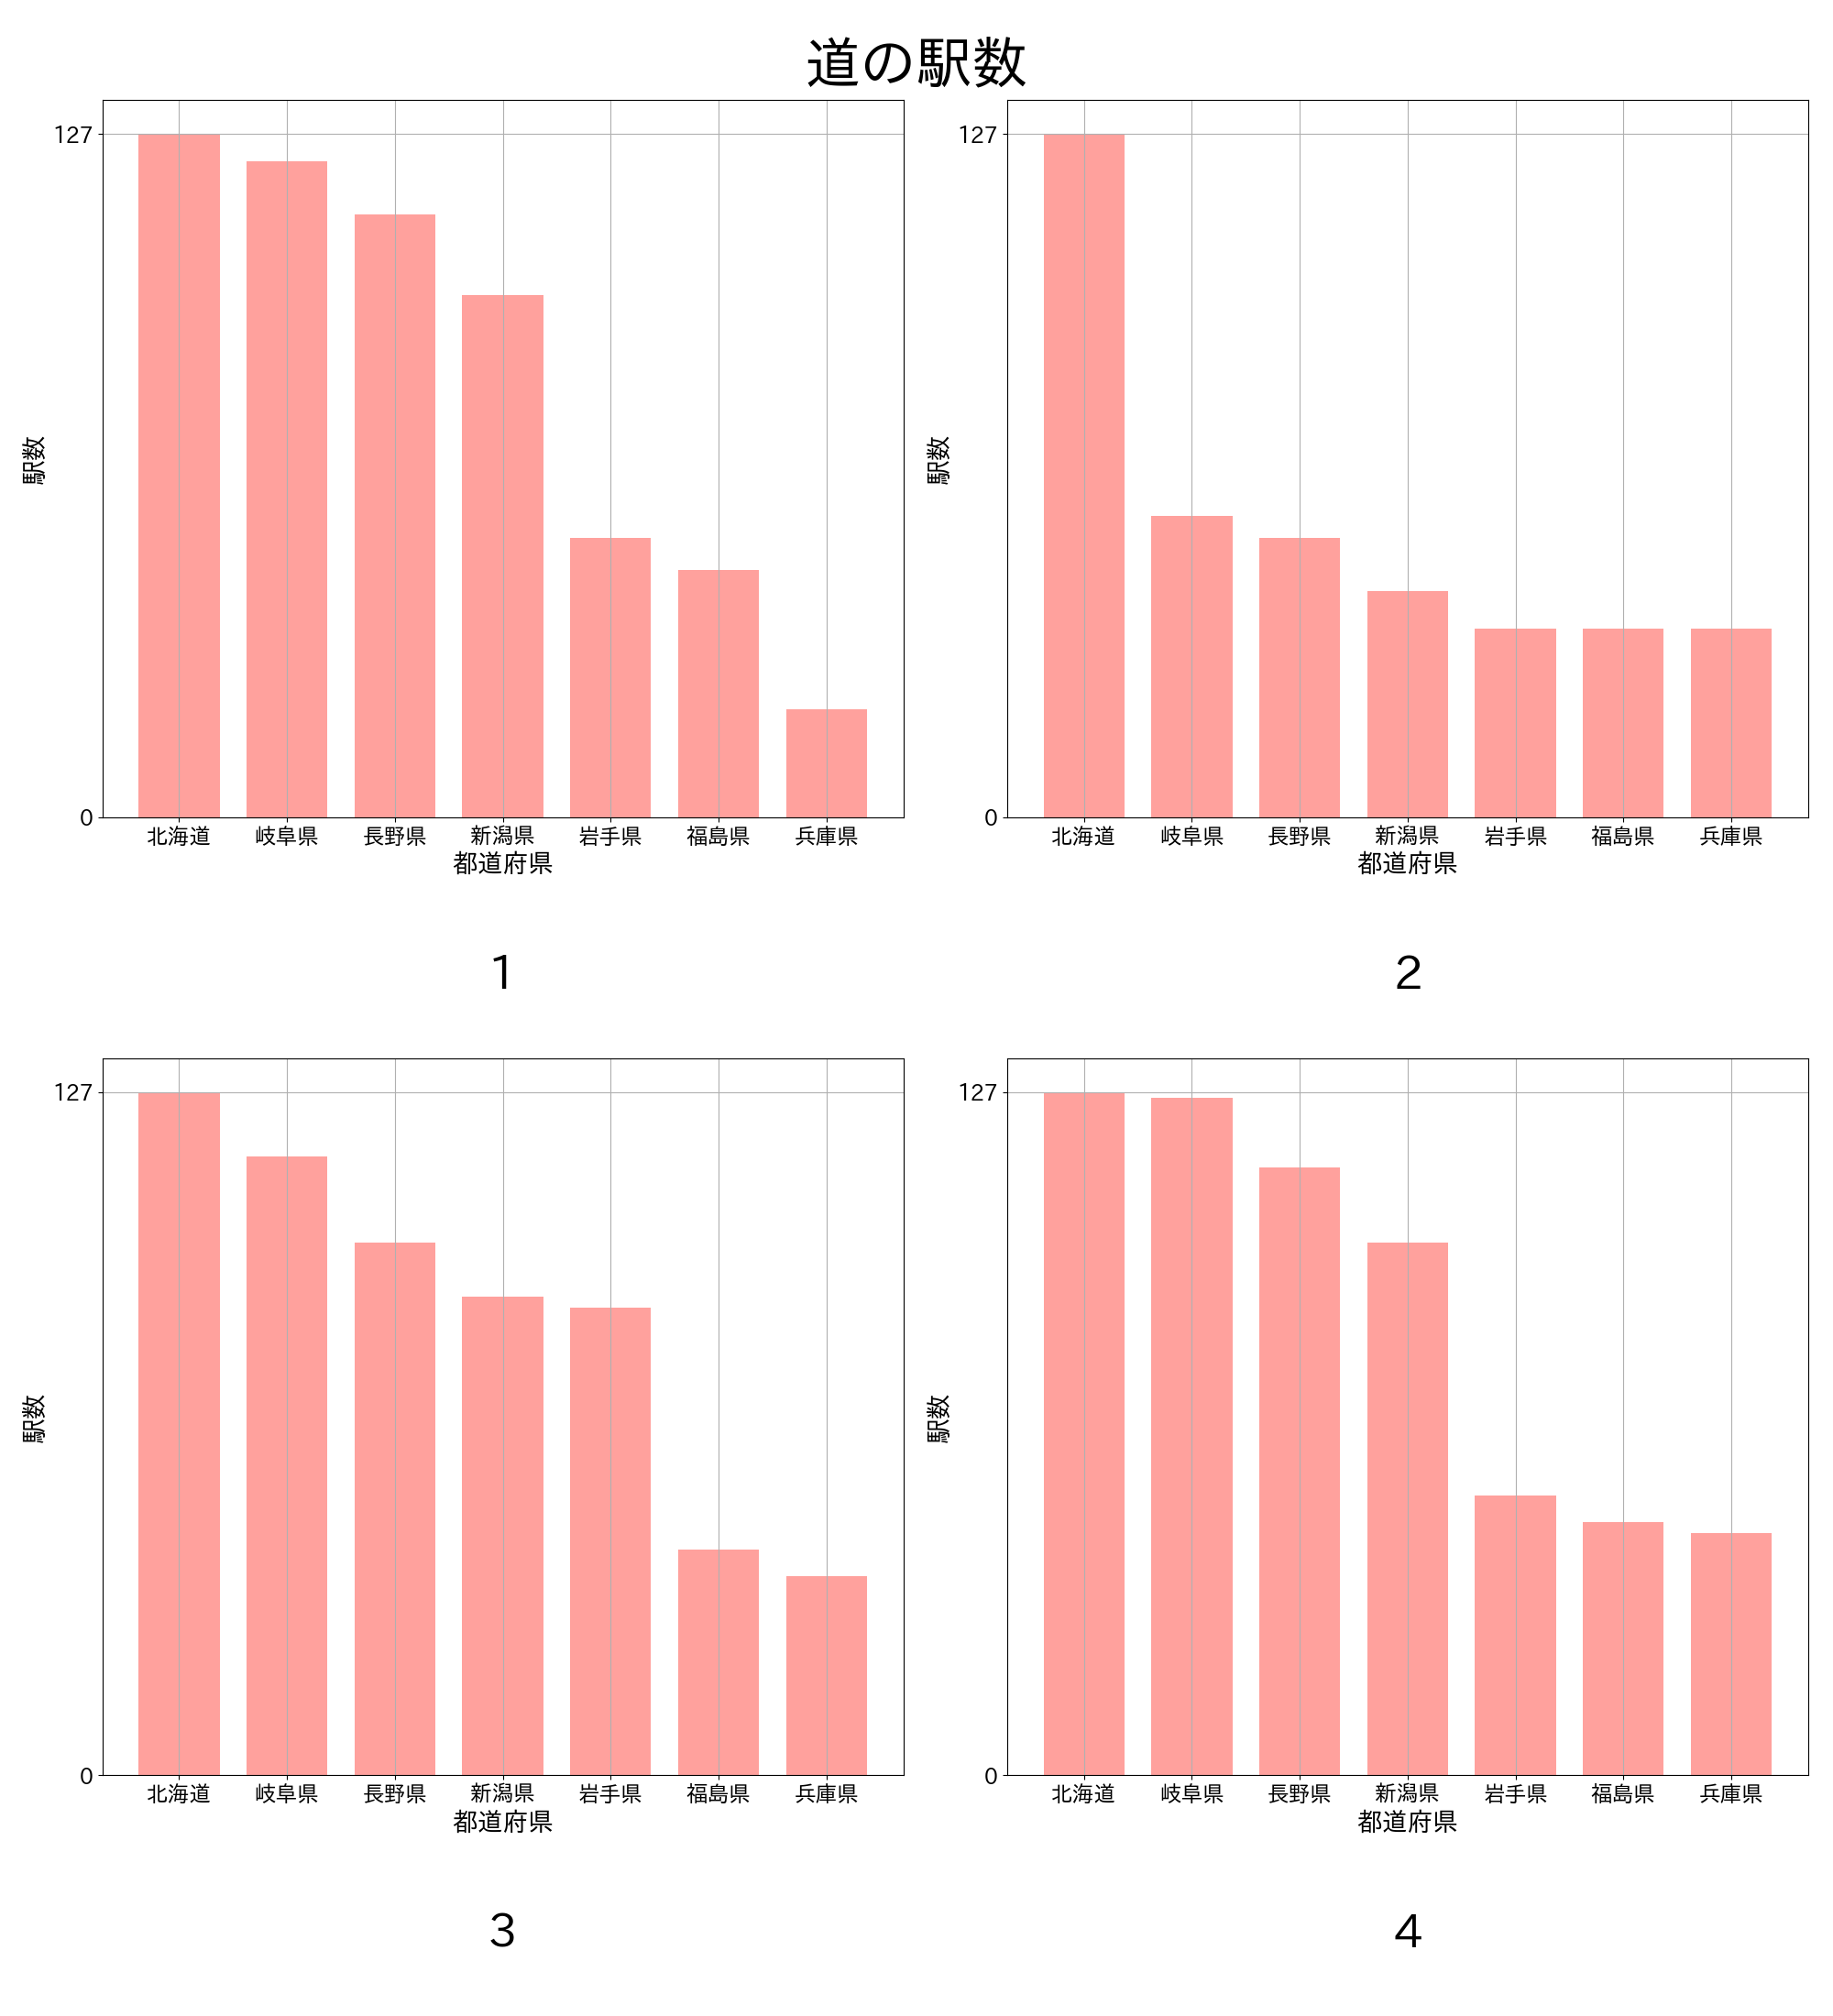 道の駅数
127
0
駅数
北海道 岐阜県 長野県 新潟県 岩手県 福島県 兵庫県
都道府県
1
127
0
駅数
北海道 岐阜県 長野県 新潟県 岩手県 福島県 兵庫県
都道府県
2
127
0
駅数
北海道 岐阜県 長野県 新潟県 岩手県 福島県 兵庫県
都道府県
3
127
0
駅数
北海道 岐阜県 長野県 新潟県 岩手県 福島県 兵庫県
都道府県
4